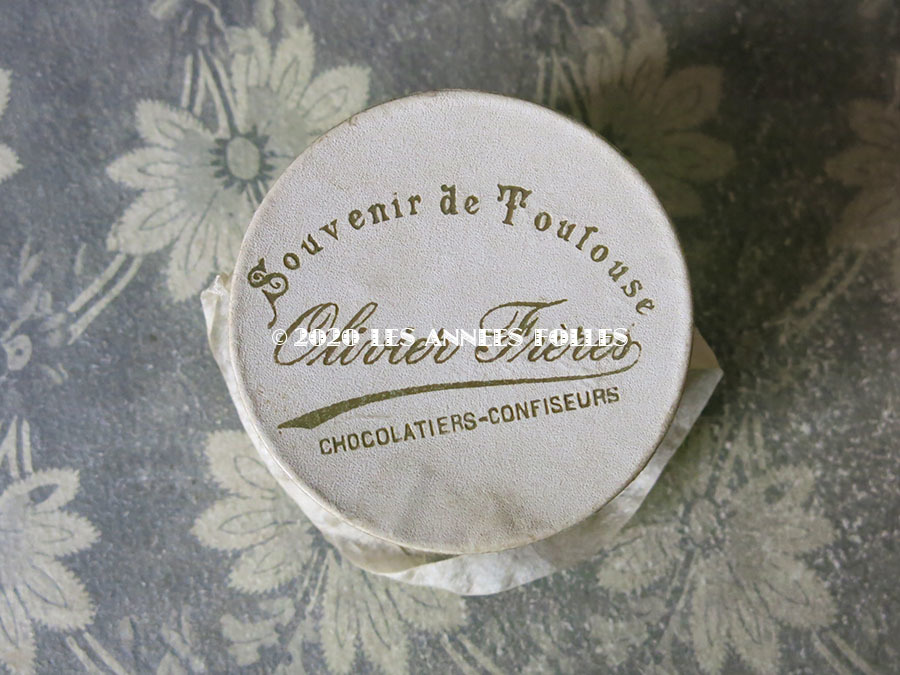 Souvenir de Toulouse
Olivier Frères
© 2020 LES ANNEES FOLLES
CHOCOLATIERS-CONFISEURS